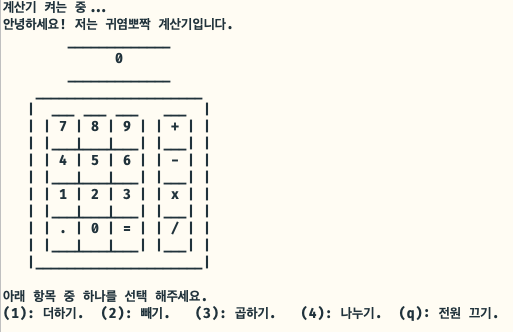 계산기 켜는 중...
안녕하세요! 저는 귀염뽀짝 계산기입니다.
0
7 8 9 +
4 5 6 -
1 2 3 x
. 0 = /
아래 항목 중 하나를 선택 해주세요.
(1): 더하기. (2): 빼기. (3): 곱하기. (4): 나누기. (q): 전원 끄기.